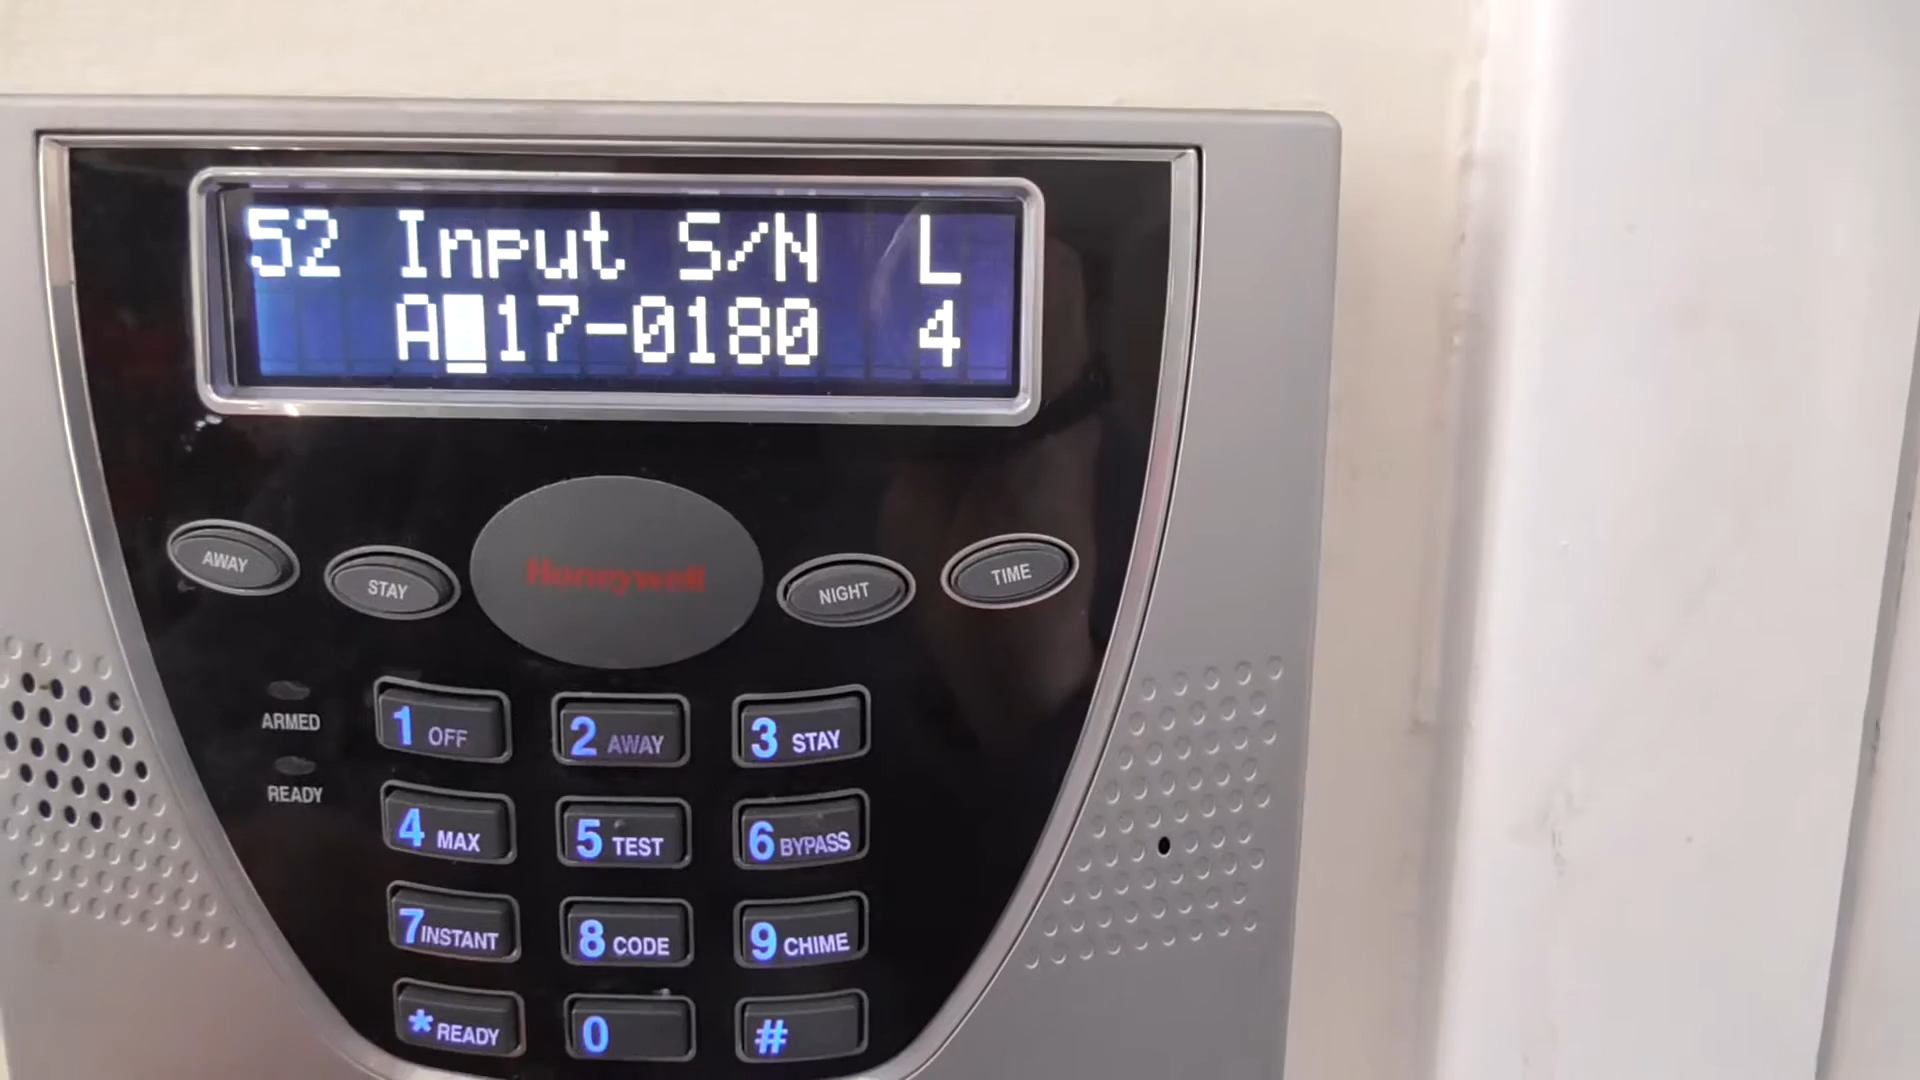 52 Input S/N L
A 17-0180 4
AWAY
STAY
Honeywell
NIGHT
TIME
ARMED
READY
1 OFF
2 AWAY
3 STAY
4 MAX
5 TEST
6 BYPASS
7 INSTANT
8 CODE
9 CHIME
* READY
0
#